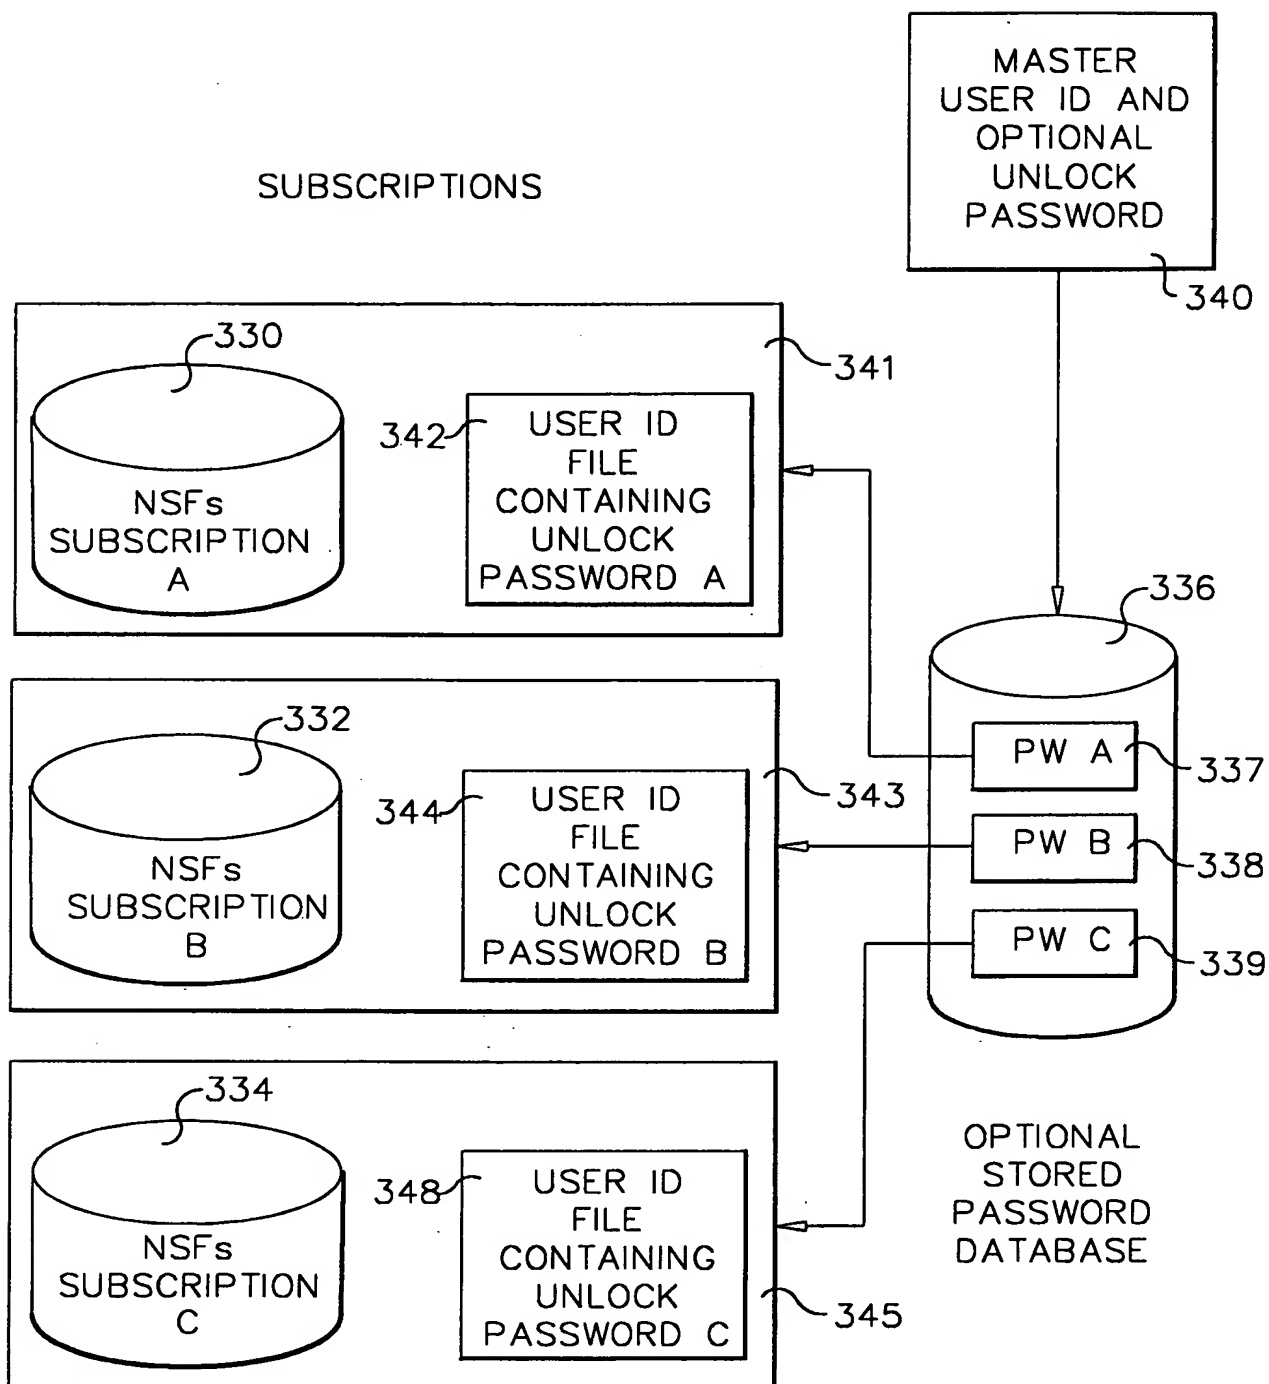 MASTER
USER ID AND
OPTIONAL
UNLOCK
PASSWORD
340
SUBSCRIPTIONS
330
341
342
USER ID
FILE
CONTAINING
UNLOCK
PASSWORD A
NSFs
SUBSCRIPTION
A
336
332
343
344
USER ID
FILE
CONTAINING
UNLOCK
PASSWORD B
NSFs
SUBSCRIPTION
B
PW A
337
PW B
338
PW C
339
334
348
USER ID
FILE
CONTAINING
UNLOCK
PASSWORD C
345
NSFs
SUBSCRIPTION
C
OPTIONAL
STORED
PASSWORD
DATABASE